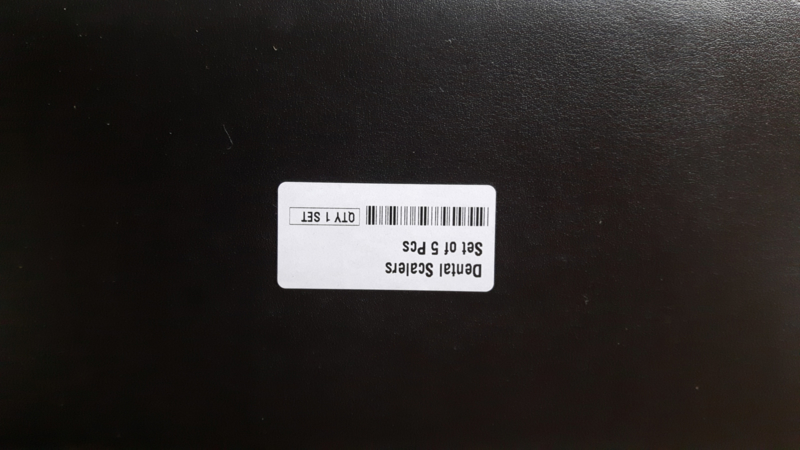 Dental Scalers
Set of 5 Pcs
QTY 1 SET